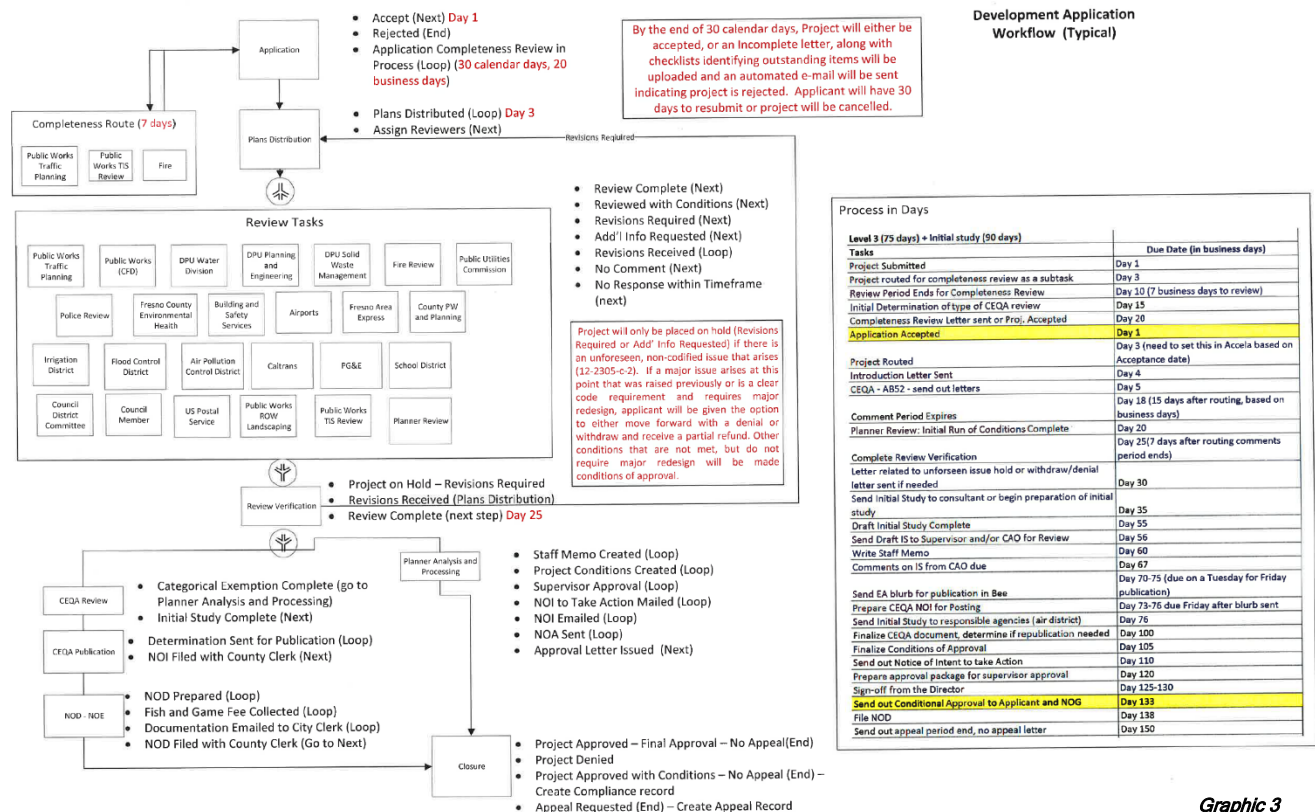 Development Application
Workflow (Typical)
Application
• Accept (Next) Day 1
• Rejected (End)
• Application Completeness Review in
Process (Loop) (30 calendar days, 20
business days)
By the end of 30 calendar days, Project will either be
accepted, or an Incomplete letter, along with
checklists identifying outstanding items will be
uploaded and an automated e-mail will be sent
indicating project is rejected. Applicant will have 30
days to resubmit or project will be cancelled.
Completeness Route (7 days)
Public Works
Traffic
Planning
Public
Works TIS
Review
Fire
Plans Distribution
• Plans Distributed (Loop) Day 3
• Assign Reviewers (Next)
Revisions Required
Review Tasks
Public Works
Traffic
Planning
Public Works
(CFD)
DPU Water
Division
DPU Planning
and
Engineering
DPU Solid
Waste
Management
Fire Review
Public Utilities
Commission
Police Review
Fresno County
Environmental
Health
Building and
Safety
Services
Airports
Fresno Area
Express
County PW
and Planning
Irrigation
District
Flood Control
District
Air Pollution
Control District
Caltrans
PG&E
School District
Council
District
Committee
Council
Member
US Postal
Service
Public Works
ROW
Landscaping
Public Works
TIS Review
Planner Review
• Review Complete (Next)
• Reviewed with Conditions (Next)
• Revisions Required (Next)
• Add'l Info Requested (Next)
• Revisions Received (Loop)
• No Comment (Next)
• No Response within Timeframe
(next)
Project will only be placed on hold (Revisions
Required or Add' Info Requested) if there is
an unforeseen, non-codified issue that arises
(12-2305-c-2). If a major issue arises at this
point that was raised previously or is a clear
code requirement and requires major
redesign, applicant will be given the option
to either move forward with a denial or
withdraw and receive a partial refund. Other
conditions that are not met, but do not
require major redesign will be made
conditions of approval.
Review Verification
• Project on Hold – Revisions Required
• Revisions Received (Plans Distribution)
• Review Complete (next step) Day 25
CEQA Review
• Categorical Exemption Complete (go to
Planner Analysis and Processing)
• Initial Study Complete (Next)
CEQA Publication
• Determination Sent for Publication (Loop)
• NOI Filed with County Clerk (Next)
NOD - NOE
• NOD Prepared (Loop)
• Fish and Game Fee Collected (Loop)
• Documentation Emailed to City Clerk (Loop)
• NOD Filed with County Clerk (Go to Next)
Planner Analysis and
Processing
• Staff Memo Created (Loop)
• Project Conditions Created (Loop)
• Supervisor Approval (Loop)
• NOI to Take Action Mailed (Loop)
• NOI Emailed (Loop)
• NOA Sent (Loop)
• Approval Letter Issued (Next)
Closure
• Project Approved – Final Approval – No Appeal(End)
• Project Denied
• Project Approved with Conditions – No Appeal (End) –
Create Compliance record
• Appeal Requested (End) – Create Appeal Record
Process in Days
Level 3 (75 days) + Initial study (90 days)
Tasks Due Date (in business days)
Project Submitted Day 1
Project routed for completeness review as a subtask Day 3
Review Period Ends for Completeness Review Day 10 (7 business days to review)
Initial Determination of type of CEQA review Day 15
Completeness Review Letter sent or Proj. Accepted Day 20
Application Accepted Day 1
Project Routed Day 3 (need to set this in Accela based on
Acceptance date)
Introduction Letter Sent Day 4
CEQA - AB52 - send out letters Day 5
Comment Period Expires Day 18 (15 days after routing, based on
business days)
Planner Review: Initial Run of Conditions Complete Day 20
Complete Review Verification Day 25(7 days after routing comments
period ends)
Letter related to unforseen issue hold or withdraw/denial
letter sent if needed Day 30
Send Initial Study to consultant or begin preparation of initial
study Day 35
Draft Initial Study Complete Day 55
Send Draft IS to Supervisor and/or CAO for Review Day 56
Write Staff Memo Day 60
Comments on IS from CAO due Day 67
Send EA blurb for publication in Bee Day 70-75 (due on a Tuesday for Friday
publication)
Prepare CEQA NOI for Posting Day 73-76 due Friday after blurb sent
Send Initial Study to responsible agencies (air district) Day 76
Finalize CEQA document, determine if republication needed Day 100
Finalize Conditions of Approval Day 105
Send out Notice of Intent to take Action Day 110
Prepare approval package for supervisor approval Day 120
Sign-off from the Director Day 125-130
Send out Conditional Approval to Applicant and NOG Day 133
File NOD Day 138
Send out appeal period end, no appeal letter Day 150
Graphic 3